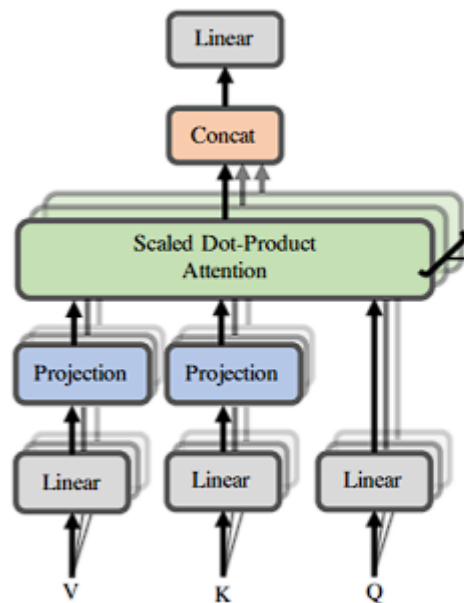 Linear
Concat
Scaled Dot-Product
Attention
Projection
Projection
Linear
Linear
Linear
V
K
Q